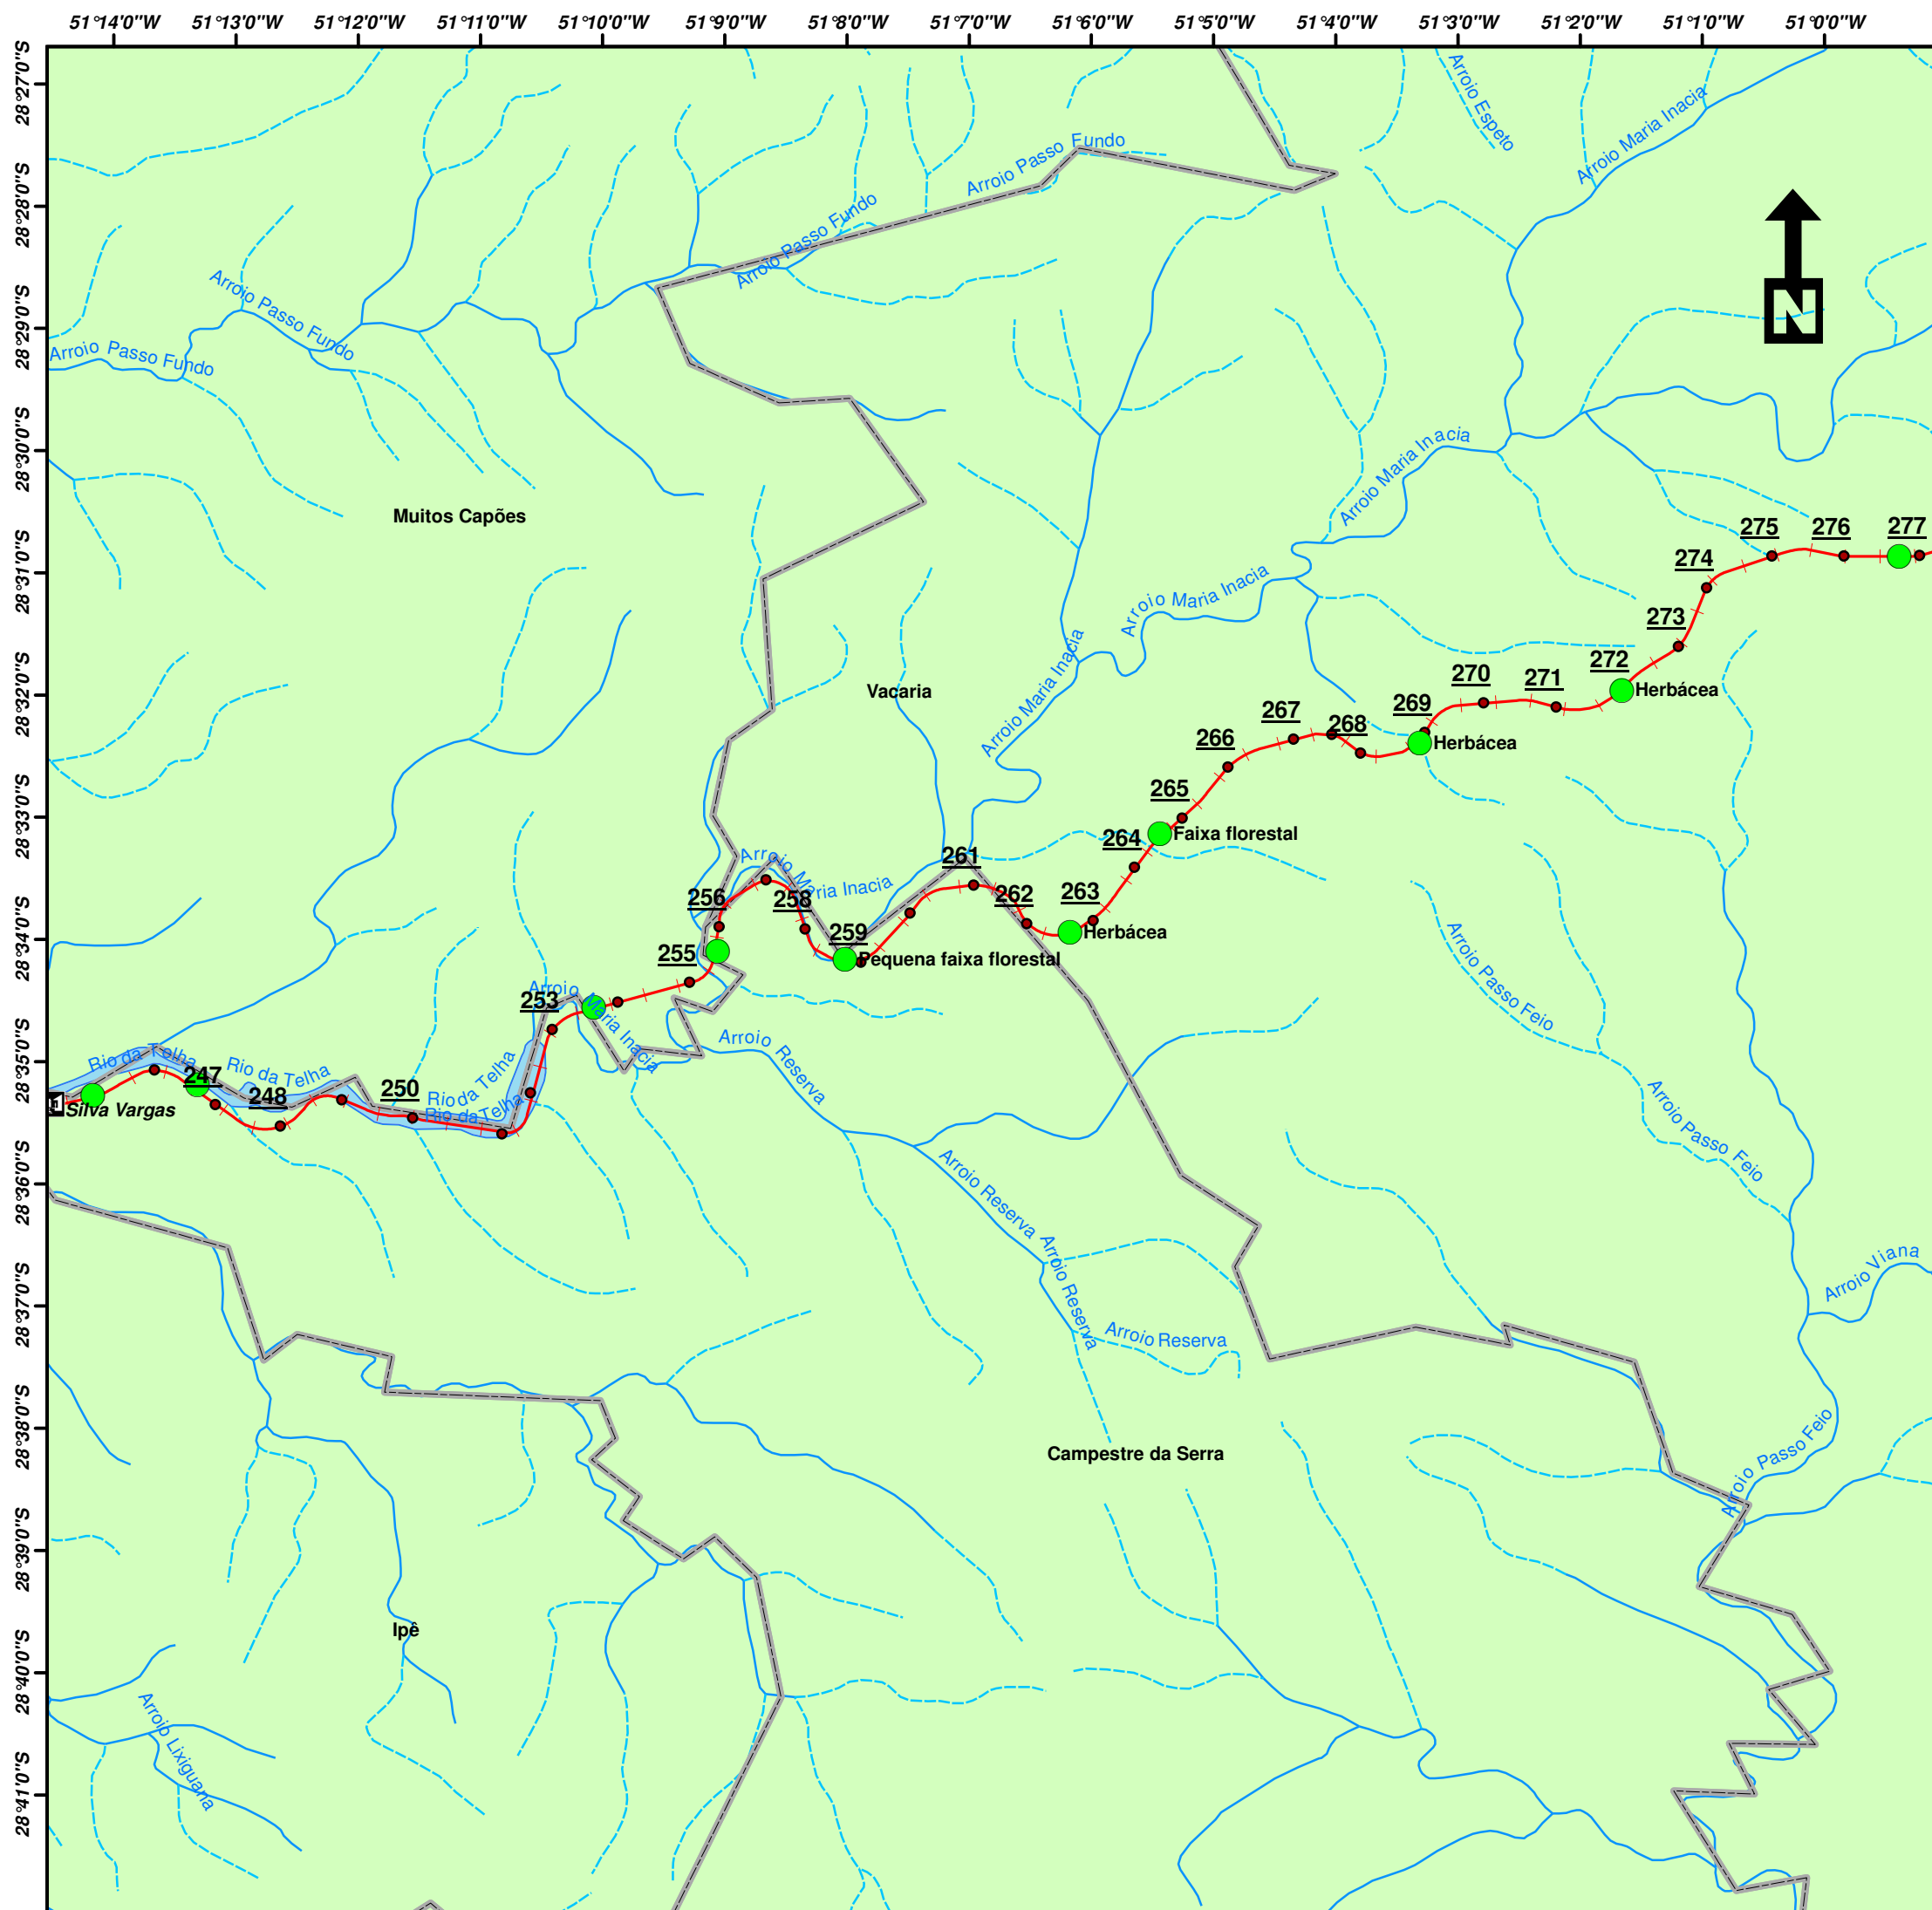 51°14'0"W 51°13'0"W 51°12'0"W 51°11'0"W 51°10'0"W 51°9'0"W 51°8'0"W 51°7'0"W 51°6'0"W 51°5'0"W 51°4'0"W 51°3'0"W 51°2'0"W 51°1'0"W 51°0'0"W
28°27'0"S
28°28'0"S
28°29'0"S
28°30'0"S
28°31'0"S
28°32'0"S
28°33'0"S
28°34'0"S
28°35'0"S
28°36'0"S
28°37'0"S
28°38'0"S
28°39'0"S
28°40'0"S
28°41'0"S
Arroio Espeto
Arroio Maria Inacia
Arroio Passo Fundo
Arroio Passo Fundo
Arroio Passo Fundo
Arroio Passo Fundo
N
Arroio Maria Inacia
Muitos Capões
275 276 277
274
Arroio Maria Inacia
273
Arroio Maria Inacia
Vacaria
272
Herbácea
270 271
269
Herbácea
267 268
266
265
264
Faixa florestal
261
Arroio Maria Inacia
256 258
262 263
Herbácea
259
Pequena faixa florestal
255
253
Arroio Maria Inacia
Arroio Passo Feio
Arroio Reserva
Rio da Telha
Rio da Telha
Rio da Telha
Rio da Telha
247
248
250
1
Silva Vargas
Arroio Passo Feio
Arroio Reserva
Arroio Reserva
Arroio Reserva
Arroio Viana
Campestre da Serra
Arroio Passo Feio
Ipê
Arroio Lixiguana